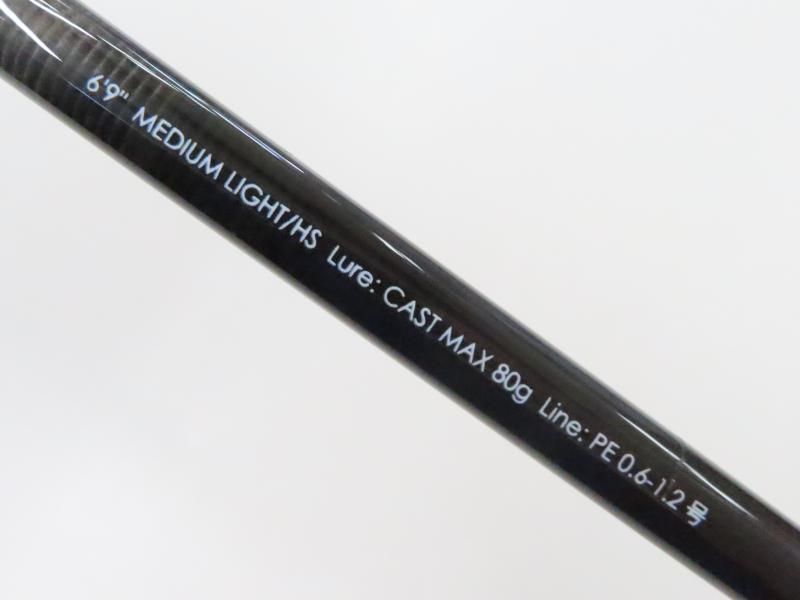 6'9" MEDIUM LIGHT/HS Lure: CAST MAX 80g Line: PE 0.6-1.2号